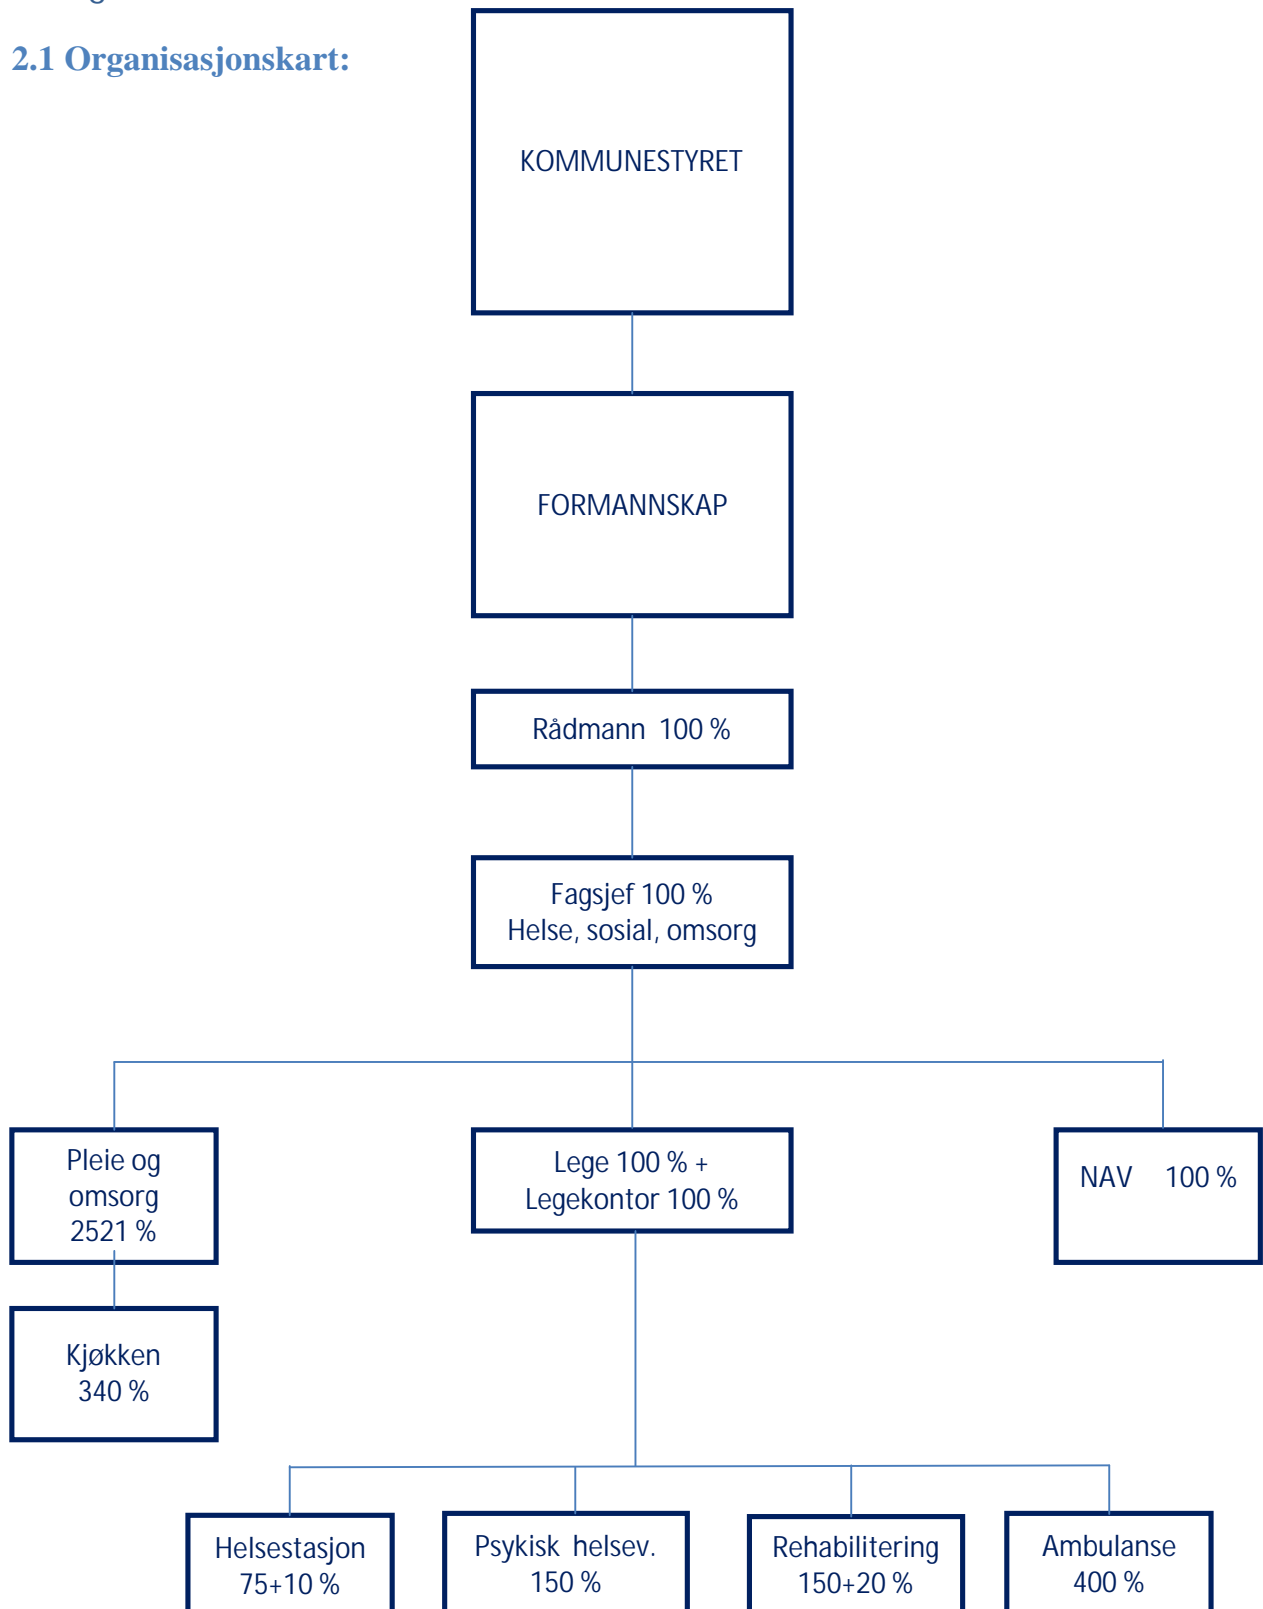 2.1 Organisasjonskart:
KOMMUNESTYRET
FORMANNSKAP
Rådmann 100 %
Fagsjef 100 %
Helse, sosial, omsorg
Pleie og
omsorg
2521 %
Lege 100 % +
Legekontor 100 %
NAV 100 %
Kjøkken
340 %
Helsestasjon
75+10 %
Psykisk helsev.
150 %
Rehabilitering
150+20 %
Ambulanse
400 %